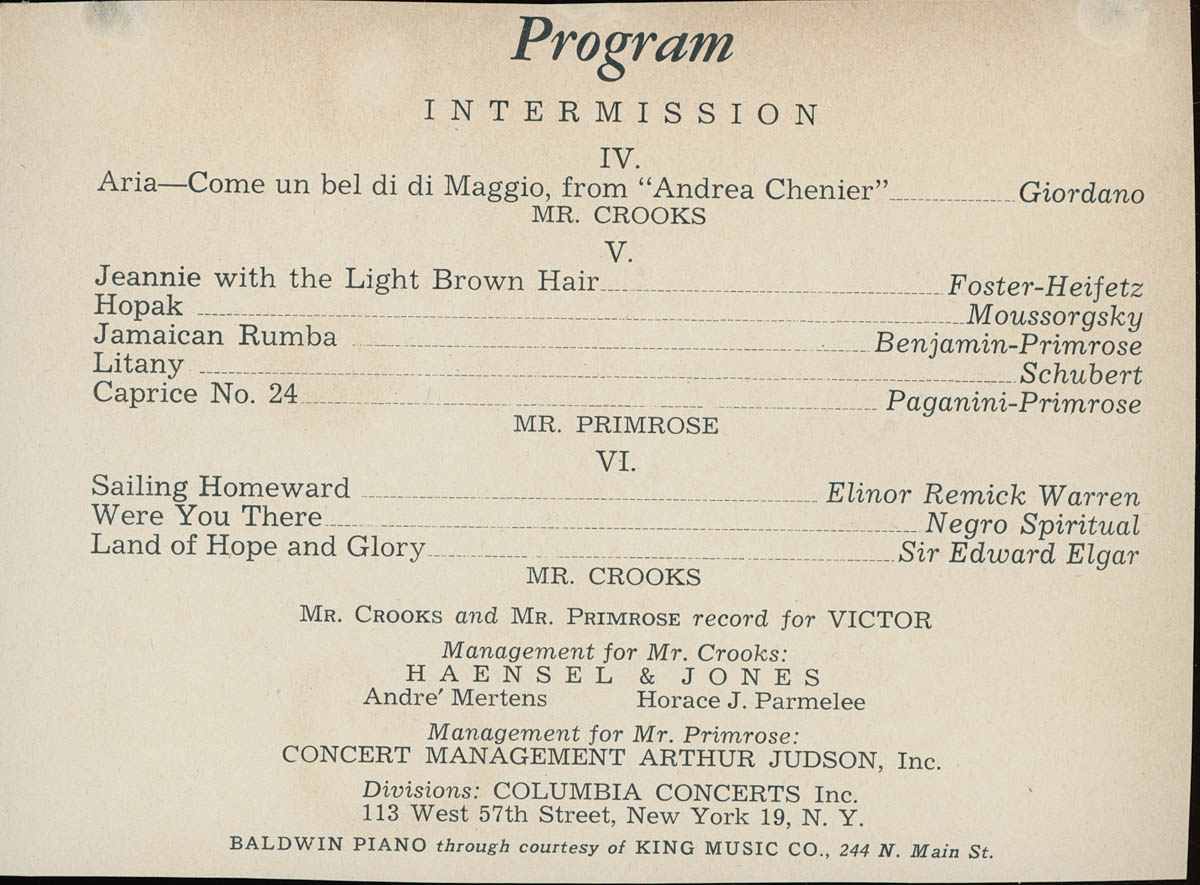 Program
INTERMISSION
IV.
Aria—Come un bel di di Maggio, from "Andrea Chenier" Giordano
MR. CROOKS
V.
Jeannie with the Light Brown Hair Foster-Heifetz
Hopak Moussorgsky
Jamaican Rumba Benjamin-Primrose
Litany Schubert
Caprice No. 24 Paganini-Primrose
MR. PRIMROSE
VI.
Sailing Homeward Elinor Remick Warren
Were You There Negro Spiritual
Land of Hope and Glory Sir Edward Elgar
MR. CROOKS
MR. CROOKS and MR. PRIMROSE record for VICTOR
Management for Mr. Crooks:
HAENSEL & JONES
Andre' Mertens Horace J. Parmelee
Management for Mr. Primrose:
CONCERT MANAGEMENT ARTHUR JUDSON, Inc.
Divisions: COLUMBIA CONCERTS Inc.
113 West 57th Street, New York 19, N. Y.
BALDWIN PIANO through courtesy of KING MUSIC CO., 244 N. Main St.